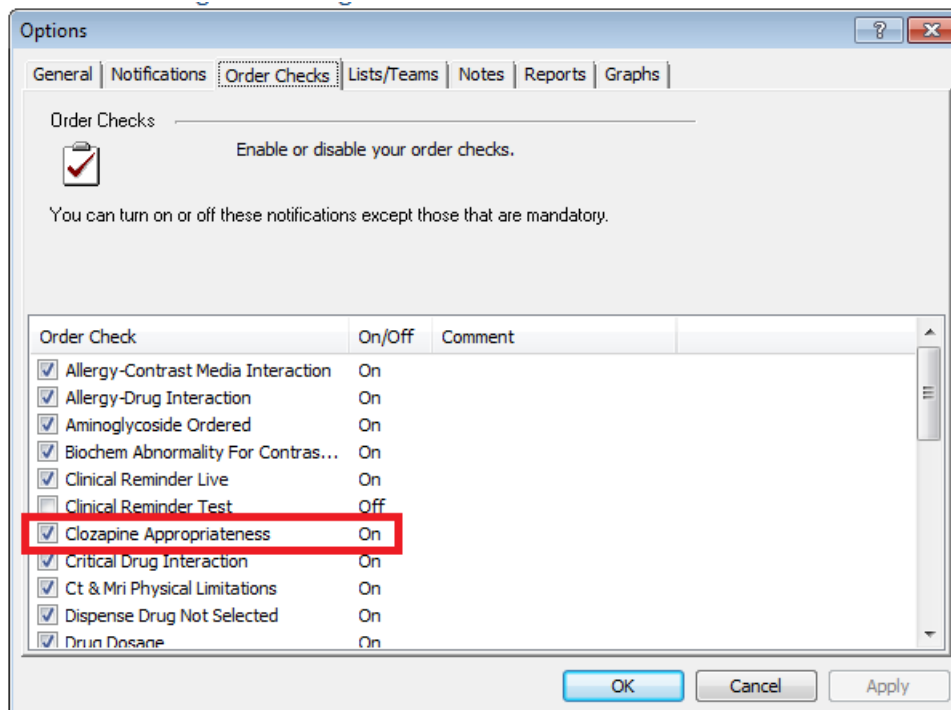 Options
General Notifications Order Checks Lists/Teams Notes Reports Graphs
Order Checks
Enable or disable your order checks.
You can turn on or off these notifications except those that are mandatory.
Order Check On/Off Comment
Allergy-Contrast Media Interaction On
Allergy-Drug Interaction On
Aminoglycoside Ordered On
Biochem Abnormality For Contras... On
Clinical Reminder Live On
Clinical Reminder Test Off
Clozapine Appropriateness On
Critical Drug Interaction On
Ct & Mri Physical Limitations On
Dispense Drug Not Selected On
Drug Dosage On
OK Cancel Apply